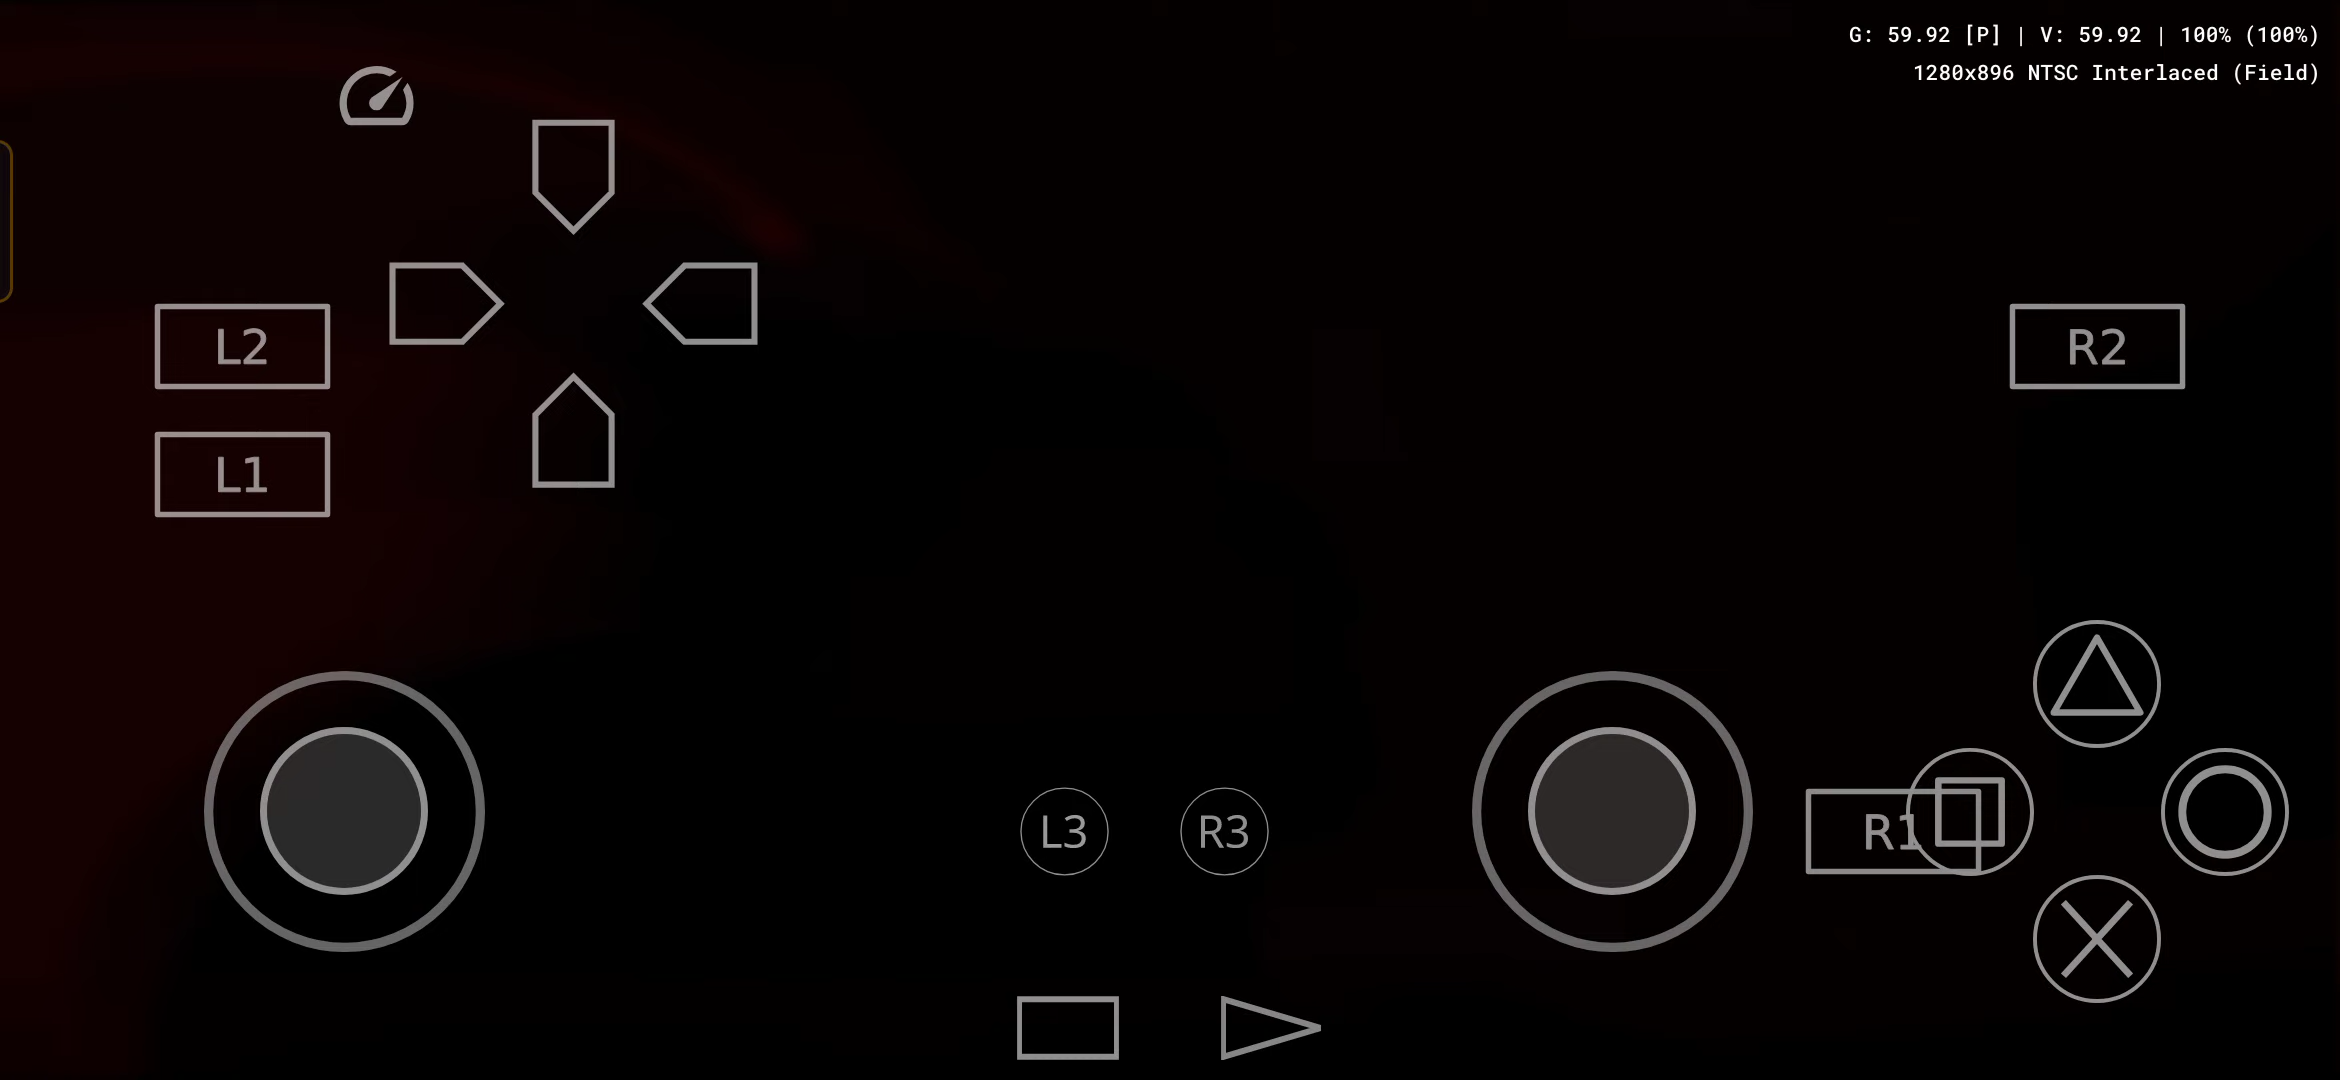 G: 59.92 [P] | V: 59.92 | 100% (100%)
1280x896 NTSC Interlaced (Field)
L2
R2
L1
L3
R3
R1